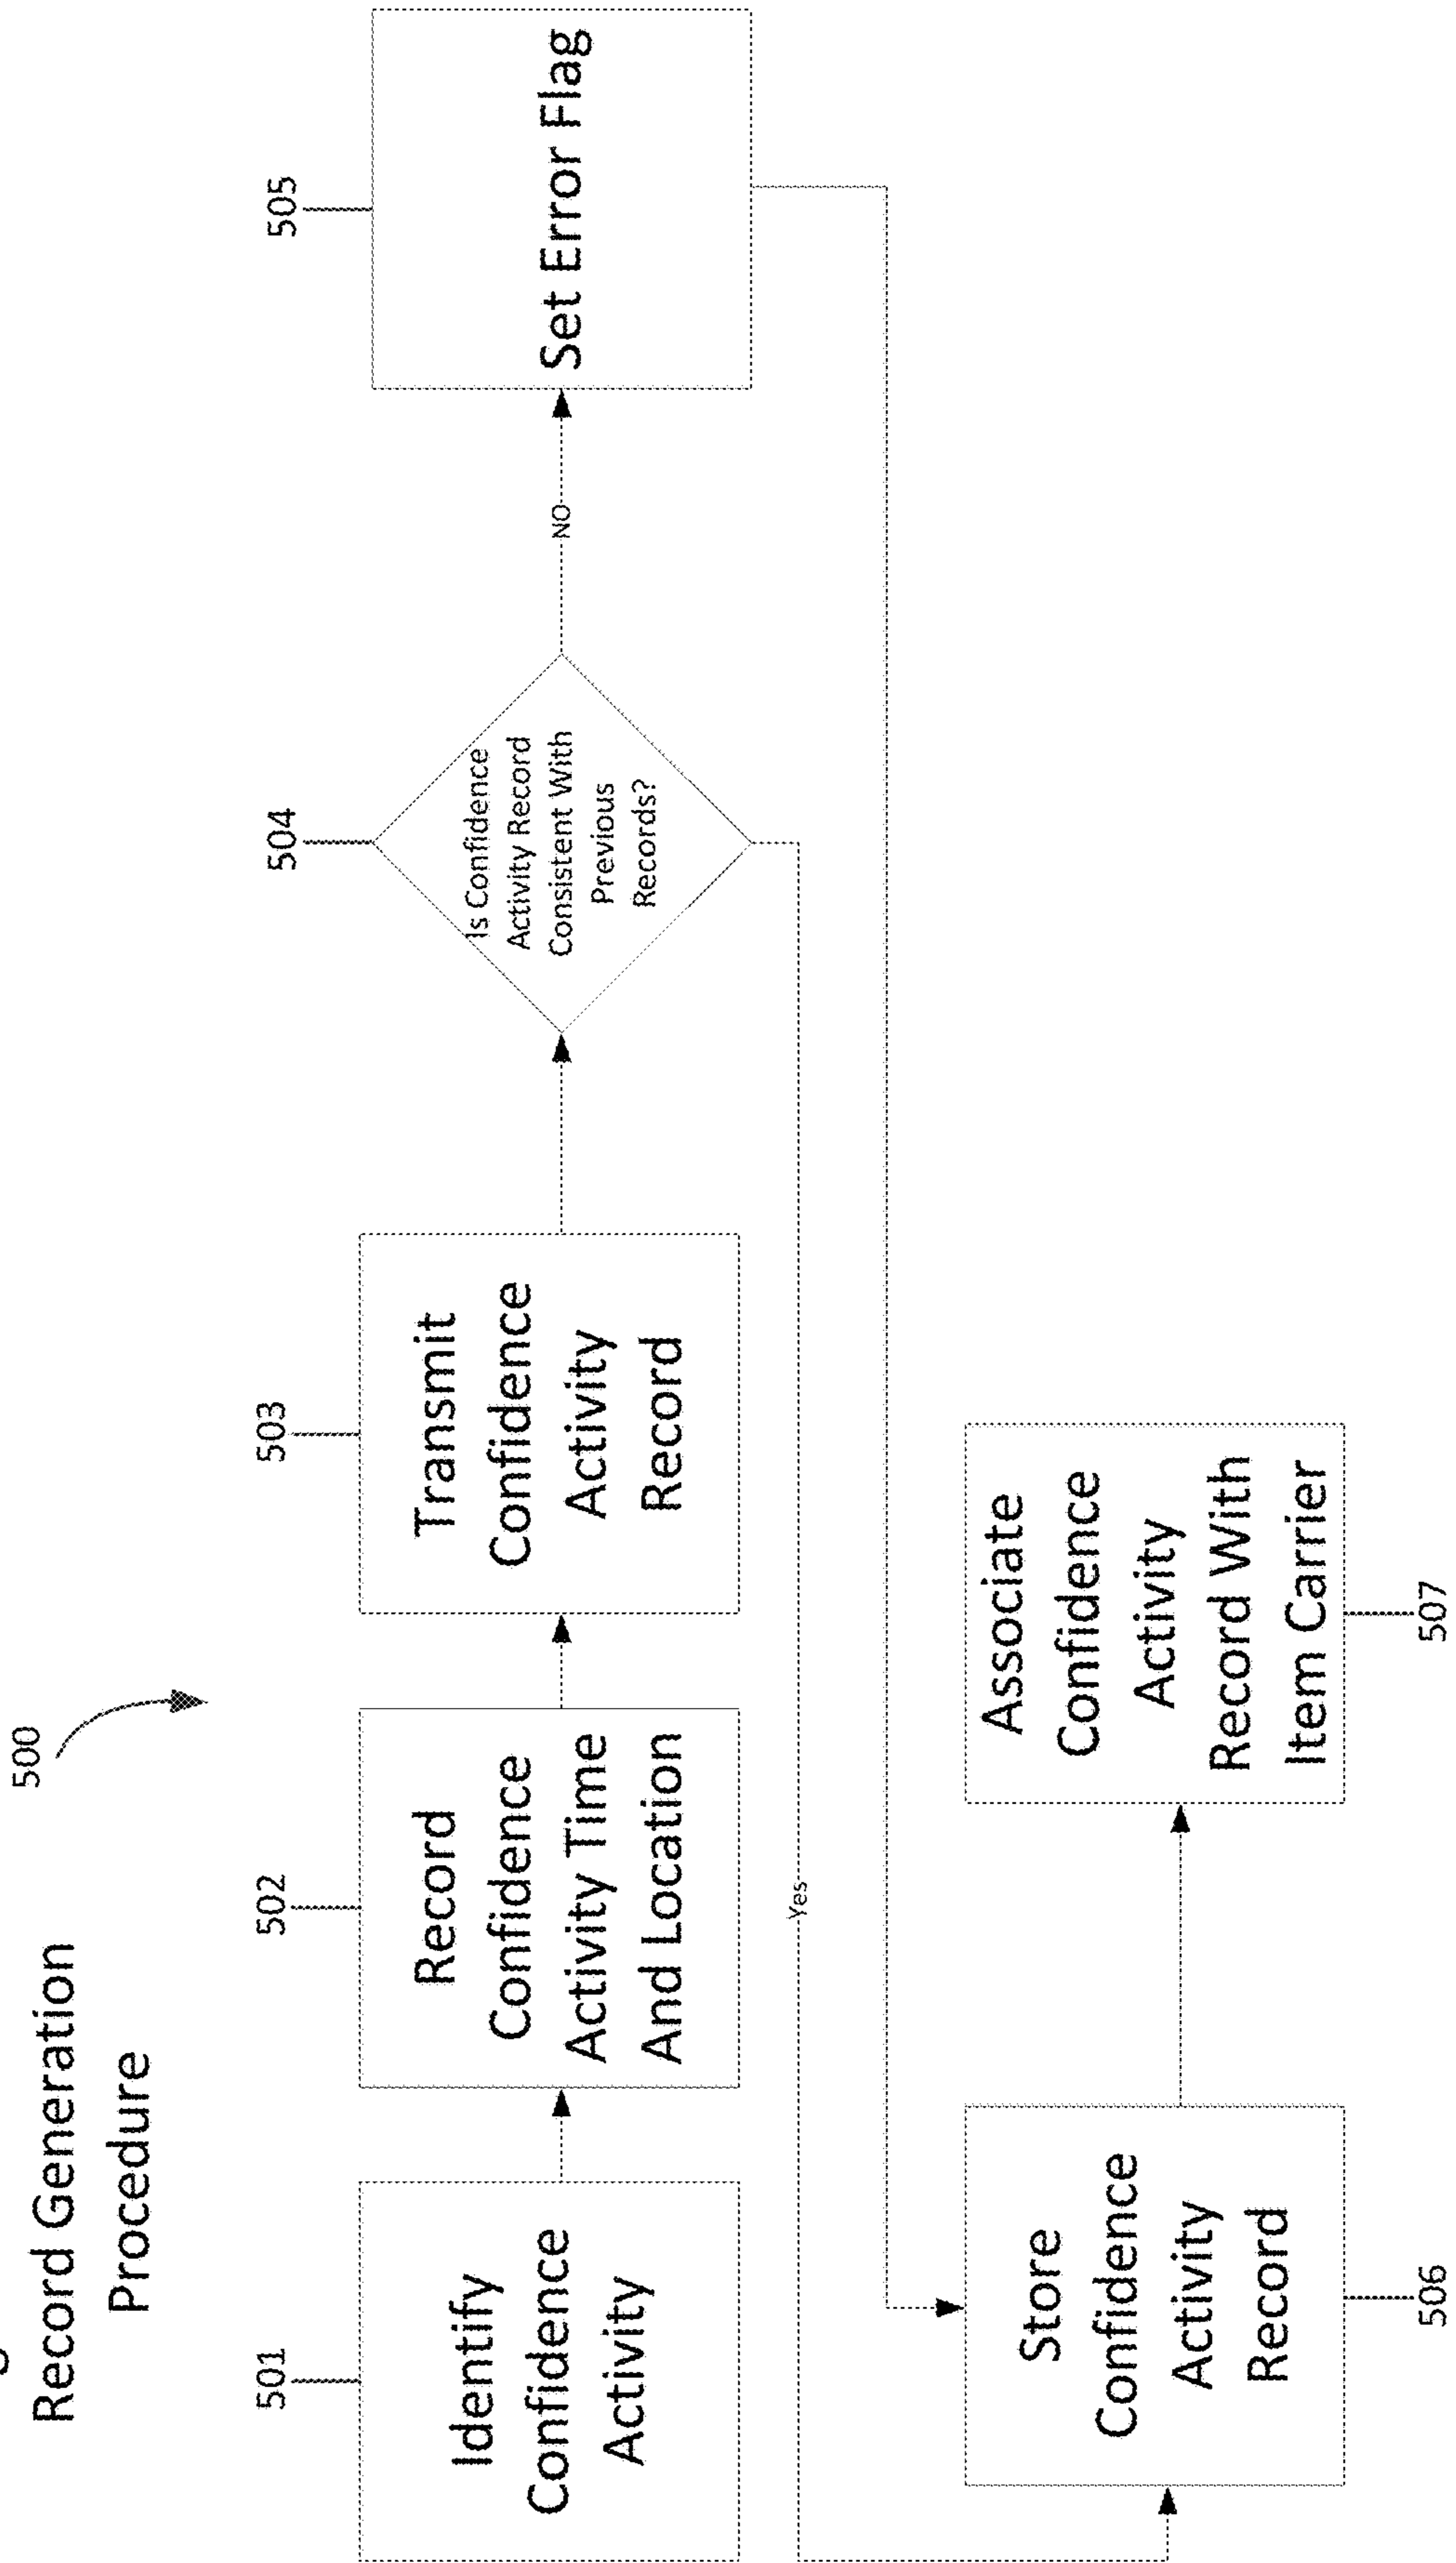 Record Generation
Procedure
500
501
Identify
Confidence
Activity
502
Record
Confidence
Activity Time
And Location
503
Transmit
Confidence
Activity
Record
504
Is Confidence
Activity Record
Consistent With
Previous
Records?
NO
505
Set Error Flag
Yes
Store
Confidence
Activity
Record
506
Associate
Confidence
Activity
Record With
Item Carrier
507